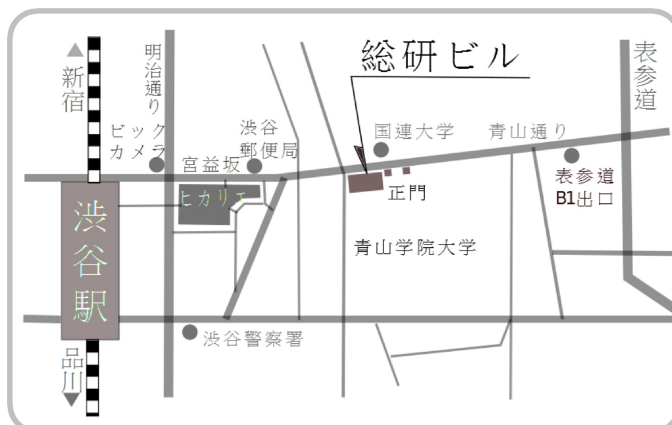 新宿
明治通り
ビック
カメラ
宮益坂
渋谷
郵便局
総研ビル
国連大学
青山通り
表参道
ヒカリエ
正門
表参道
B1出口
渋谷駅
青山学院大学
渋谷警察署
品川